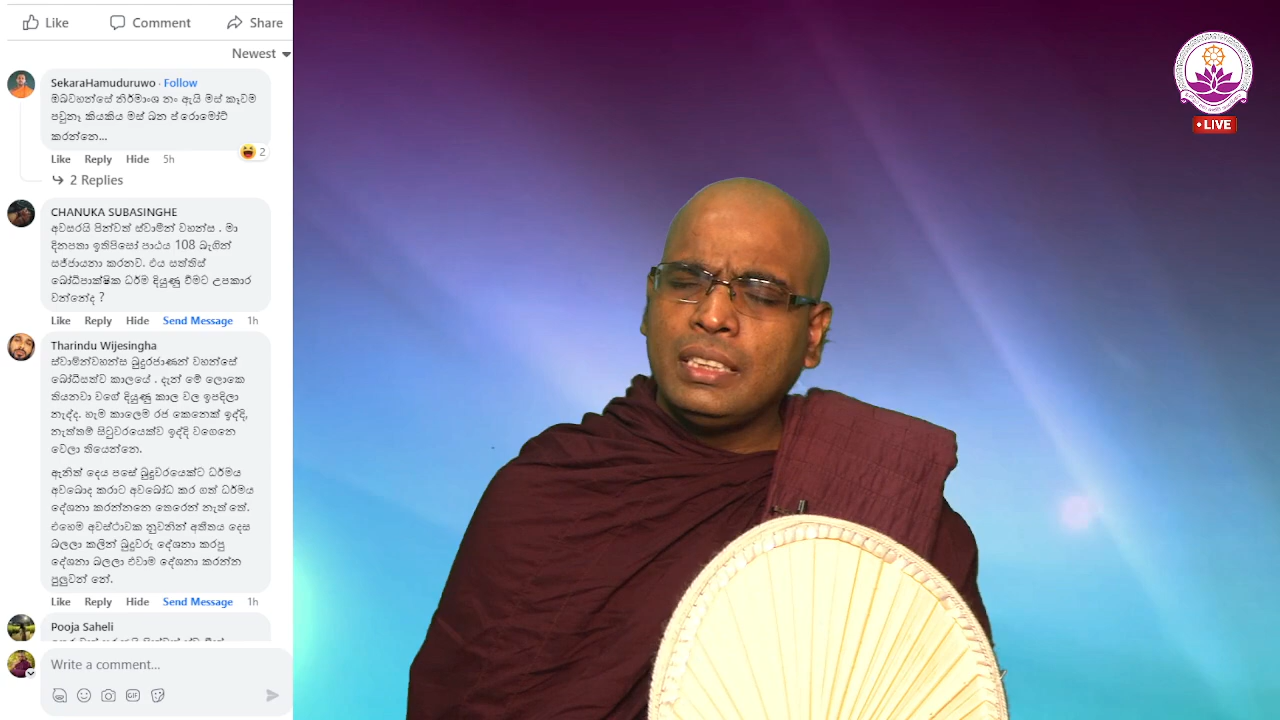 Like Comment Share
Newest
SekaraHamuduruwo · Follow
ඔබවහන්සේ නිර්මාංශ නං ඇයි මස් කෑවම
පවුනෑ කියකිය මස් බන ප්‍රොමෝට්
කරන්නෙ...
2
Like Reply Hide 5h
2 Replies
CHANUKA SUBASINGHE
අවසරයි පින්වත් ස්වාමින් වහන්ස . මා
දිනපතා ඉතිපිසෝ පාඨය 108 බැගින්
සජ්ජායනා කරනව. එය සත්තිස්
බෝධිපාක්ෂික ධර්ම දියුණු වීමට උපකාර
වන්නේද ?
Like Reply Hide Send Message 1h
Tharindu Wijesingha
ස්වාමින්වහන්ස බුදුරජාණන් වහන්සේ
බෝධිසත්ව කාලයේ . දැන් මේ ලොකෙ
තියනවා වගේ දියුණු කාල වල ඉපදිලා
නැද්ද. හැම කාලෙම රජ කෙනෙක් ඉද්දි,
නැත්තම් සිටුවරයෙක්ව ඉද්දි වගෙනෙ
වෙලා තියෙන්නෙ.
ඇනිත් දෙය පසේ බුදුවරයෙක්ට ධර්මය
අවබොද කරාට අවබෝධ කර ගත් ධර්මය
දේශනා කරන්නනෙ තෙරෙන් නැත් තේ.
එහෙම අවස්ථාවක නුවනින් අතීතය දෙස
බලලා කලින් බුදුවරු දේශනා කරපු
දේශනා බලලා ඒවාම දේශනා කරන්න
පුලුවන් නේ.
Like Reply Hide Send Message 1h
Pooja Saheli
Write a comment...
GIF
• LIVE